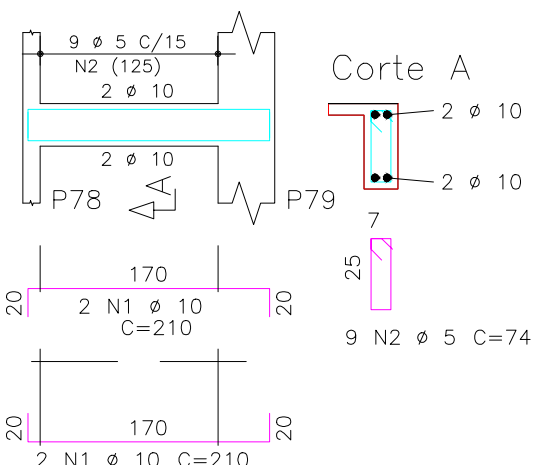 9 ø 5 C/15
N2 (125)
2 ø 10
2 ø 10
P78
A
P79
Corte A
2 ø 10
2 ø 10
7
25
9 N2 ø 5 C=74
170
20
2 N1 ø 10
20
C=210
170
20
20
2 N1 ø 10 C=210